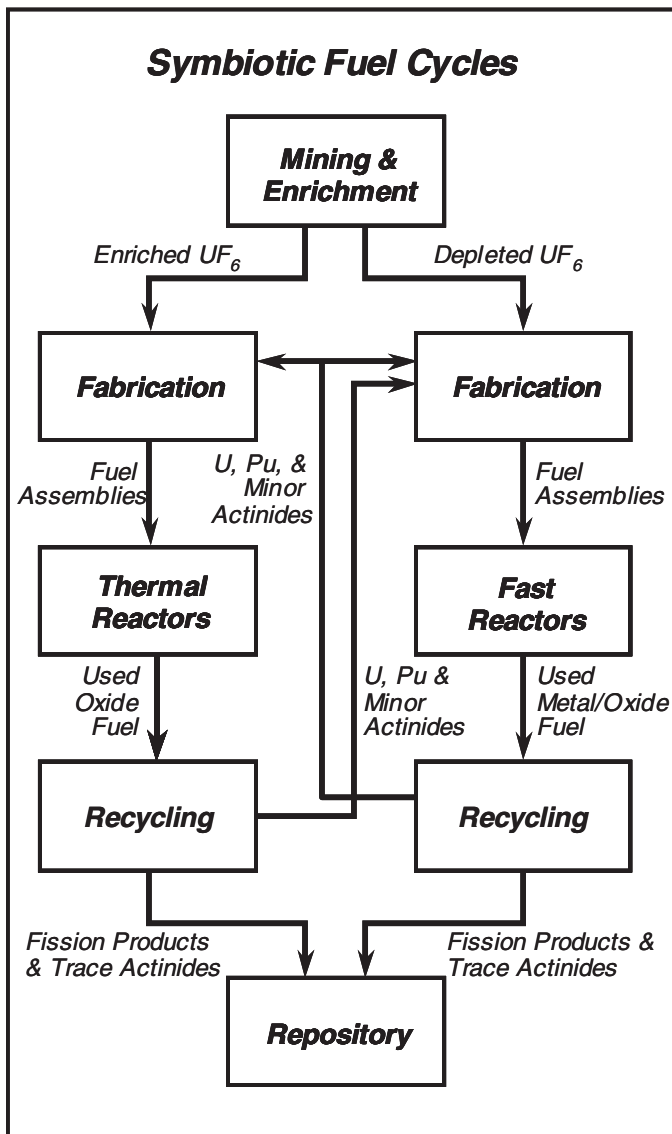 Symbiotic Fuel Cycles
Mining &
Enrichment
Enriched UF6
Depleted UF6
Fabrication
Fabrication
Fuel
Assemblies
U, Pu, &
Minor
Actinides
Fuel
Assemblies
Thermal
Reactors
Fast
Reactors
Used
Oxide
Fuel
U, Pu &
Minor
Actinides
Used
Metal/Oxide
Fuel
Recycling
Recycling
Fission Products
& Trace Actinides
Fission Products &
Trace Actinides
Repository